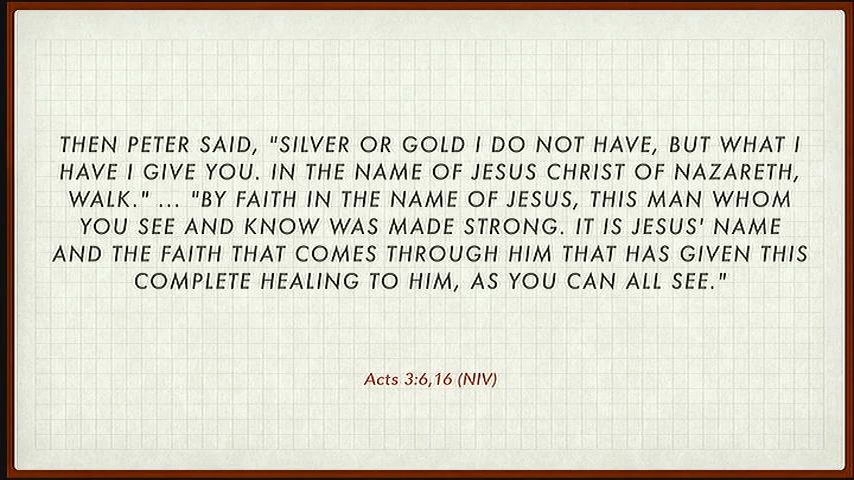 THEN PETER SAID, "SILVER OR GOLD I DO NOT HAVE, BUT WHAT I
HAVE I GIVE YOU. IN THE NAME OF JESUS CHRIST OF NAZARETH,
WALK." ... "BY FAITH IN THE NAME OF JESUS, THIS MAN WHOM
YOU SEE AND KNOW WAS MADE STRONG. IT IS JESUS' NAME
AND THE FAITH THAT COMES THROUGH HIM THAT HAS GIVEN THIS
COMPLETE HEALING TO HIM, AS YOU CAN ALL SEE."
Acts 3:6,16 (NIV)